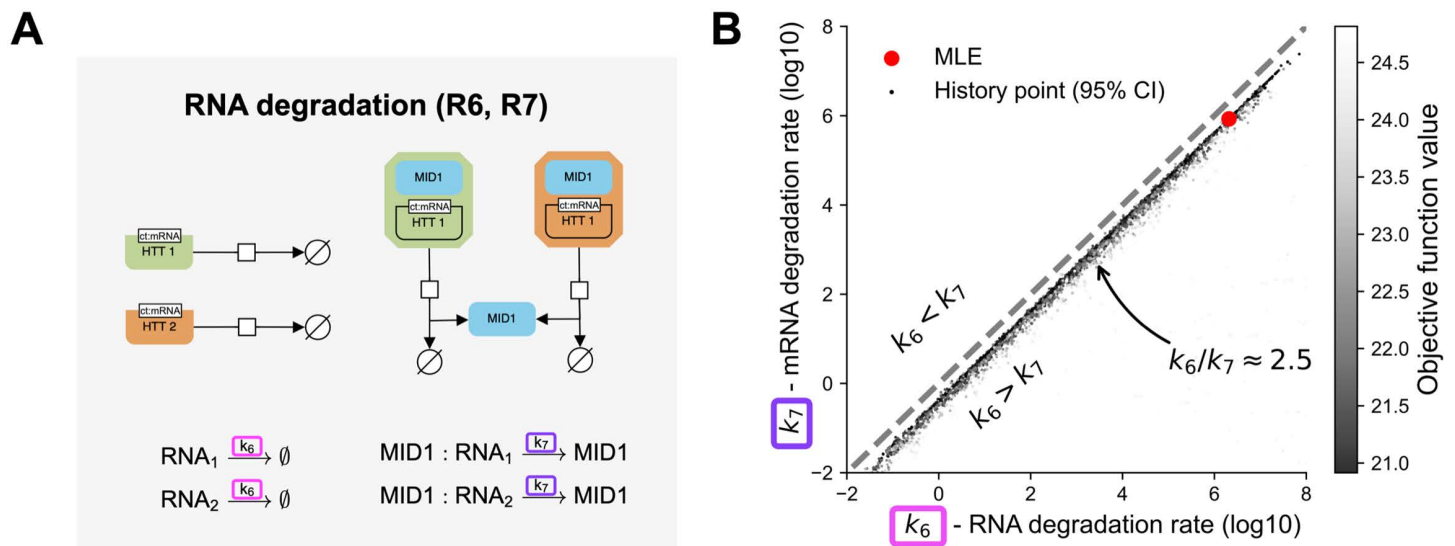 A
RNA degradation (R6, R7)
MID1
ct:mRNA
HTT 1
MID1
ct:mRNA
HTT 1
ct:mRNA
HTT 1
ct:mRNA
HTT 2
MID1
RNA₁ k₆→ ∅
RNA₂ k₆→ ∅
MID1 : RNA₁ k₇→ MID1
MID1 : RNA₂ k₇→ MID1
B
k₇ - mRNA degradation rate (log10)
8
6
4
2
0
−2
MLE
History point (95% CI)
k₆ < k₇
k₆ > k₇
k₆/k₇ ≈ 2.5
−2 0 2 4 6 8
k₆ - RNA degradation rate (log10)
24.5
24.0
23.5
23.0
22.5
22.0
21.5
21.0
Objective function value